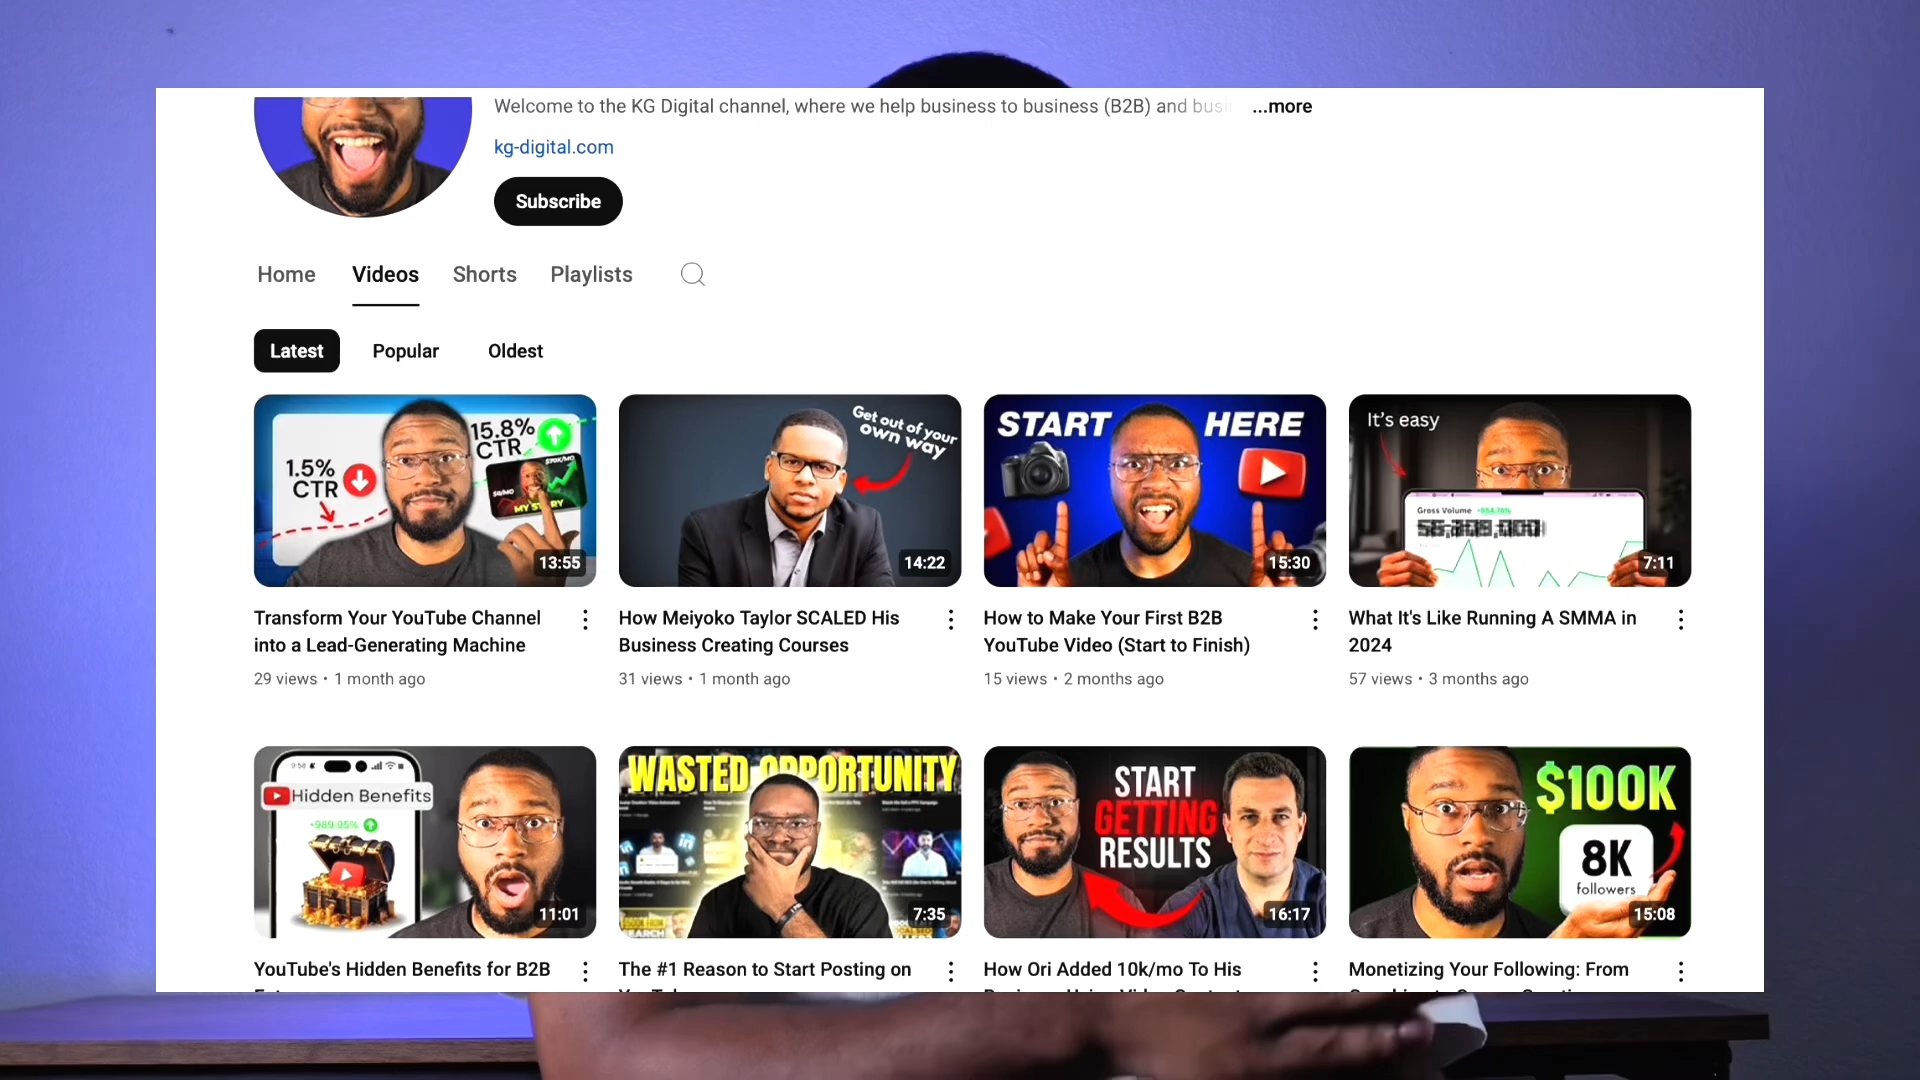 Welcome to the KG Digital channel, where we help business to business (B2B) and busi ...more
kg-digital.com
Subscribe
Home Videos Shorts Playlists
Latest Popular Oldest
1.5%
CTR
15.8%
CTR
MY STORY
13:55
Get out of your
own way
14:22
START HERE
15:30
It's easy
Gross Volume
7:11
Transform Your YouTube Channel
into a Lead-Generating Machine
29 views • 1 month ago
How Meiyoko Taylor SCALED His
Business Creating Courses
31 views • 1 month ago
How to Make Your First B2B
YouTube Video (Start to Finish)
15 views • 2 months ago
What It's Like Running A SMMA in
2024
57 views • 3 months ago
Hidden Benefits
+989.95%
11:01
WASTED OPPORTUNITY
7:35
START
GETTING
RESULTS
16:17
$100K
8K
followers
15:08
YouTube's Hidden Benefits for B2B
The #1 Reason to Start Posting on
How Ori Added 10k/mo To His
Monetizing Your Following: From